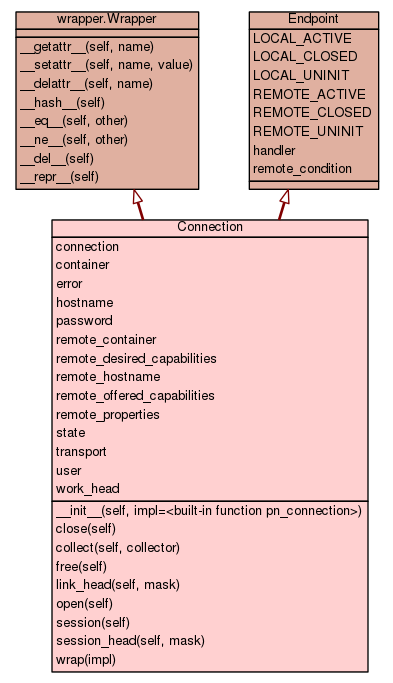 wrapper.Wrapper
__getattr__(self, name)
__setattr__(self, name, value)
__delattr__(self, name)
__hash__(self)
__eq__(self, other)
__ne__(self, other)
__del__(self)
__repr__(self)
Endpoint
LOCAL_ACTIVE
LOCAL_CLOSED
LOCAL_UNINIT
REMOTE_ACTIVE
REMOTE_CLOSED
REMOTE_UNINIT
handler
remote_condition
Connection
connection
container
error
hostname
password
remote_container
remote_desired_capabilities
remote_hostname
remote_offered_capabilities
remote_properties
state
transport
user
work_head
__init__(self, impl=<built-in function pn_connection>)
close(self)
collect(self, collector)
free(self)
link_head(self, mask)
open(self)
session(self)
session_head(self, mask)
wrap(impl)